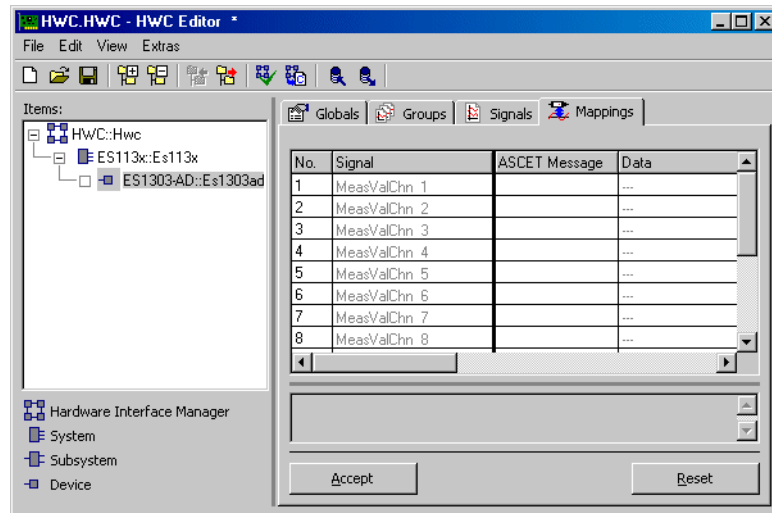 HWC.HWC - HWC Editor *
File Edit View Extras
Items:
HWC::Hwc
ES113x::Es113x
ES1303-AD::Es1303ad
Hardware Interface Manager
System
Subsystem
Device
Globals Groups Signals Mappings
No. Signal ASCET Message Data
1 MeasValChn 1 ---
2 MeasValChn 2 ---
3 MeasValChn 3 ---
4 MeasValChn 4 ---
5 MeasValChn 5 ---
6 MeasValChn 6 ---
7 MeasValChn 7 ---
8 MeasValChn 8 ---
Accept Reset